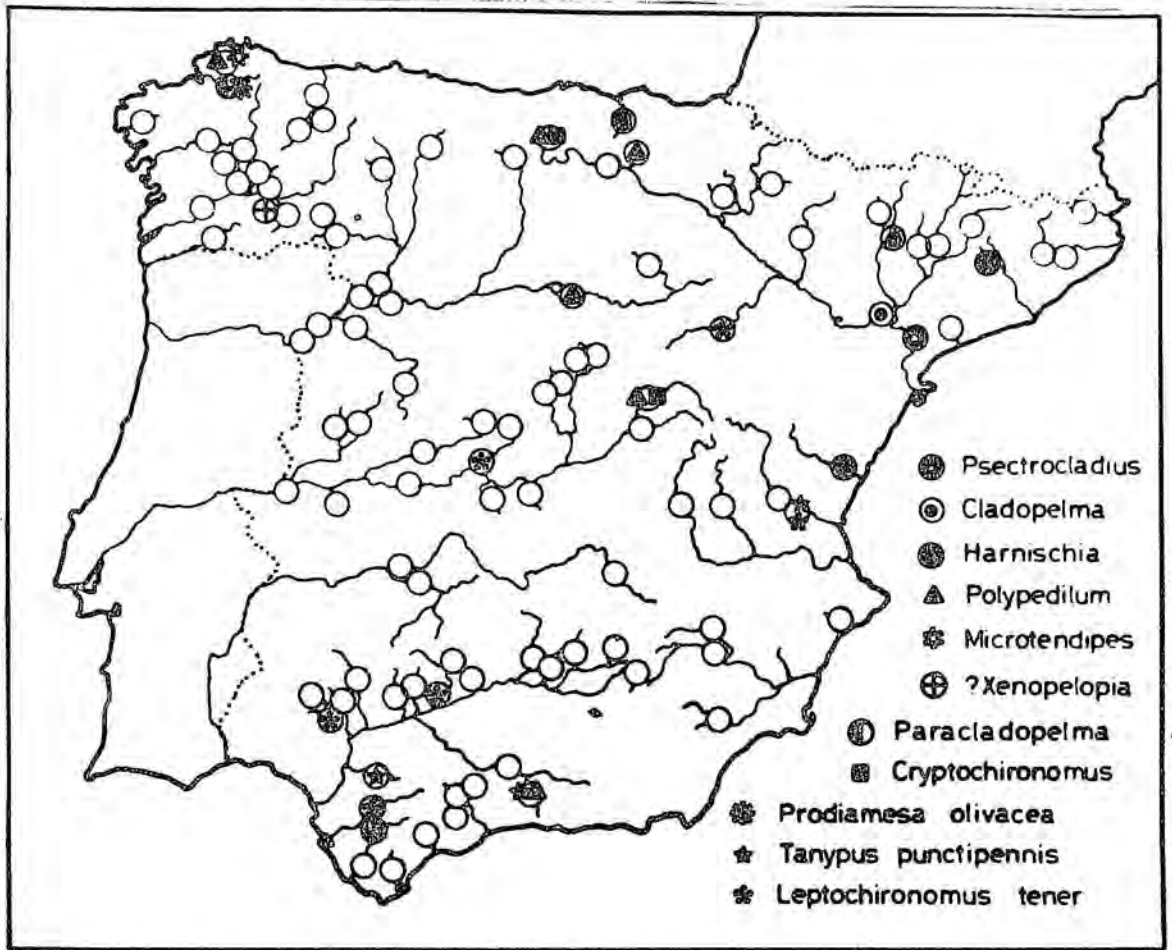 Psectrocladius
Cladopelma
Harnischia
Polypedilum
Microtendipes
?Xenopelopia
Paracladopelma
Cryptochironomus
Prodiamesa olivacea
Tanypus punctipennis
Leptochironomus tener